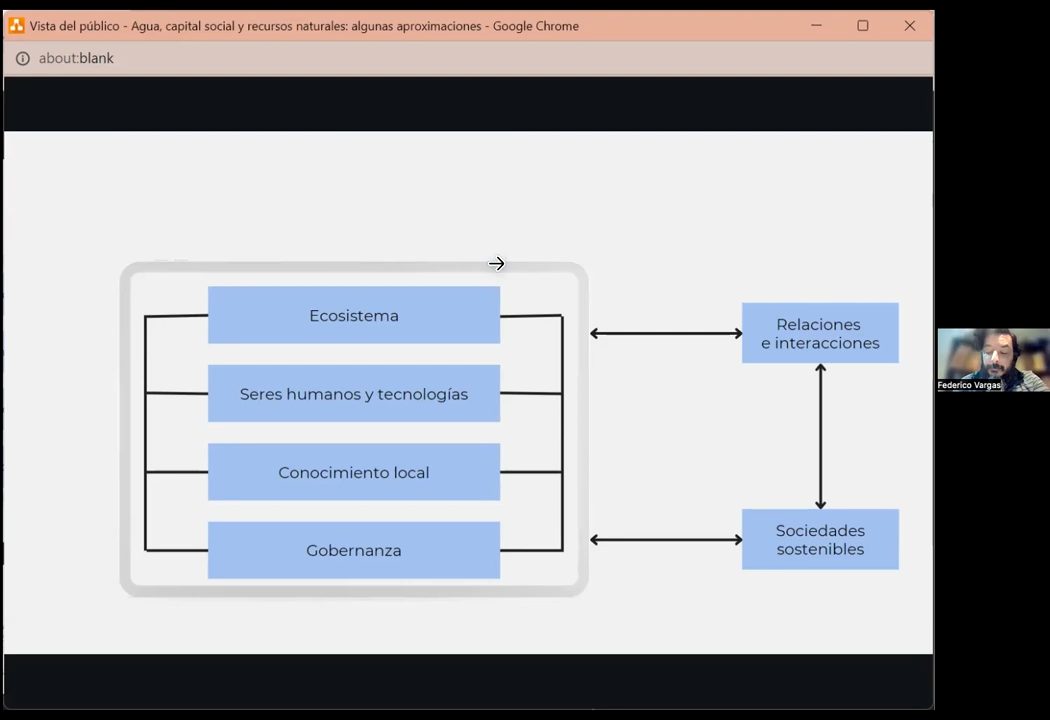 Vista del público - Agua, capital social y recursos naturales: algunas aproximaciones - Google Chrome
about:blank
Ecosistema
Seres humanos y tecnologías
Conocimiento local
Gobernanza
Relaciones
e interacciones
Sociedades
sostenibles
Federico Vargas